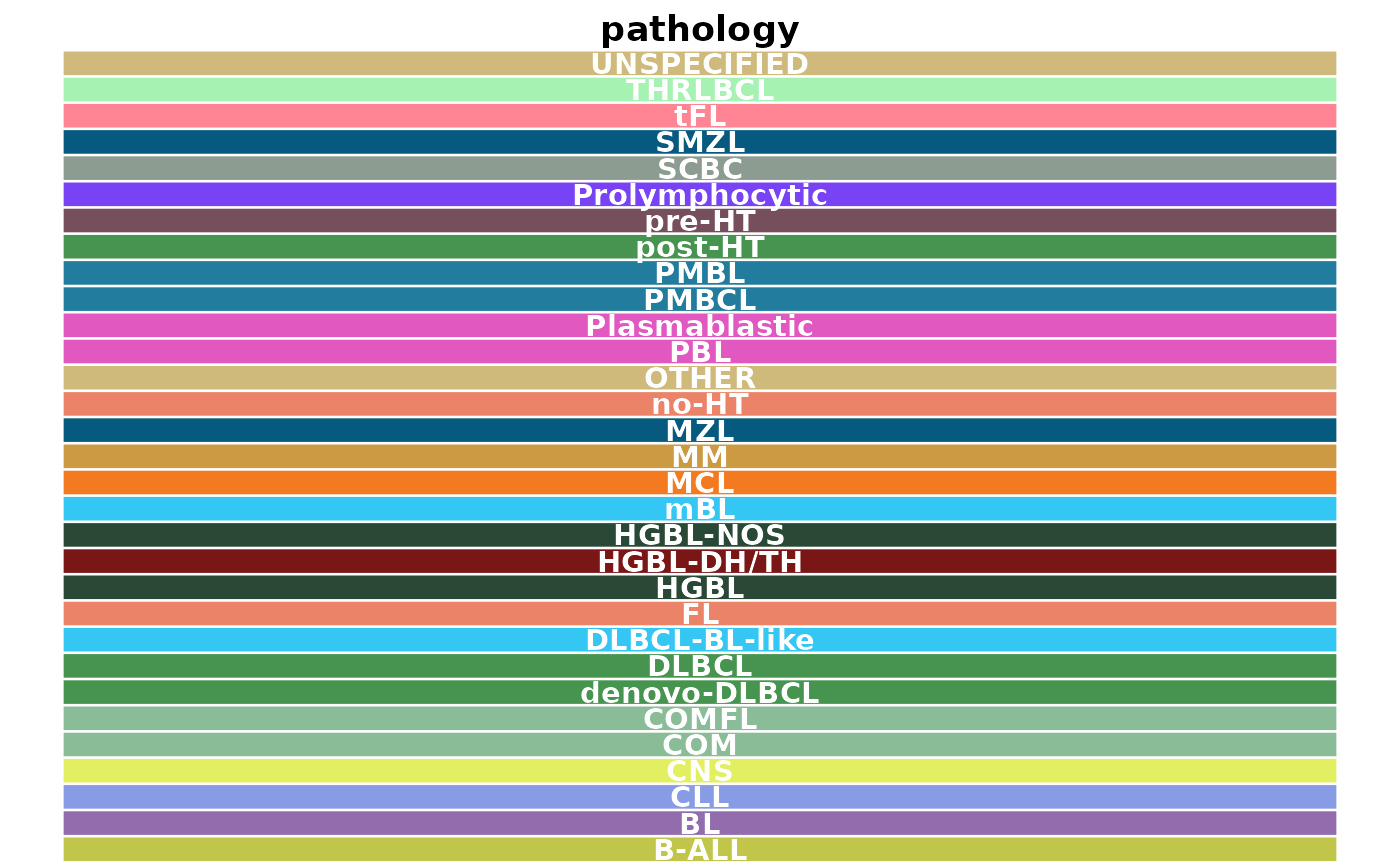 pathology
UNSPECIFIED
THRLBCL
tFL
SMZL
SCBC
Prolymphocytic
pre-HT
post-HT
PMBL
PMBCL
Plasmablastic
PBL
OTHER
no-HT
MZL
MM
MCL
mBL
HGBL-NOS
HGBL-DH/TH
HGBL
FL
DLBCL-BL-like
DLBCL
denovo-DLBCL
COMFL
COM
CNS
CLL
BL
B-ALL